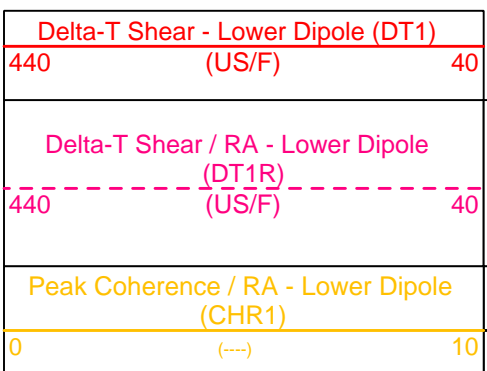 Delta-T Shear - Lower Dipole (DT1)
440 (US/F) 40
Delta-T Shear / RA - Lower Dipole
(DT1R)
440 (US/F) 40
Peak Coherence / RA - Lower Dipole
(CHR1)
0 (----) 10